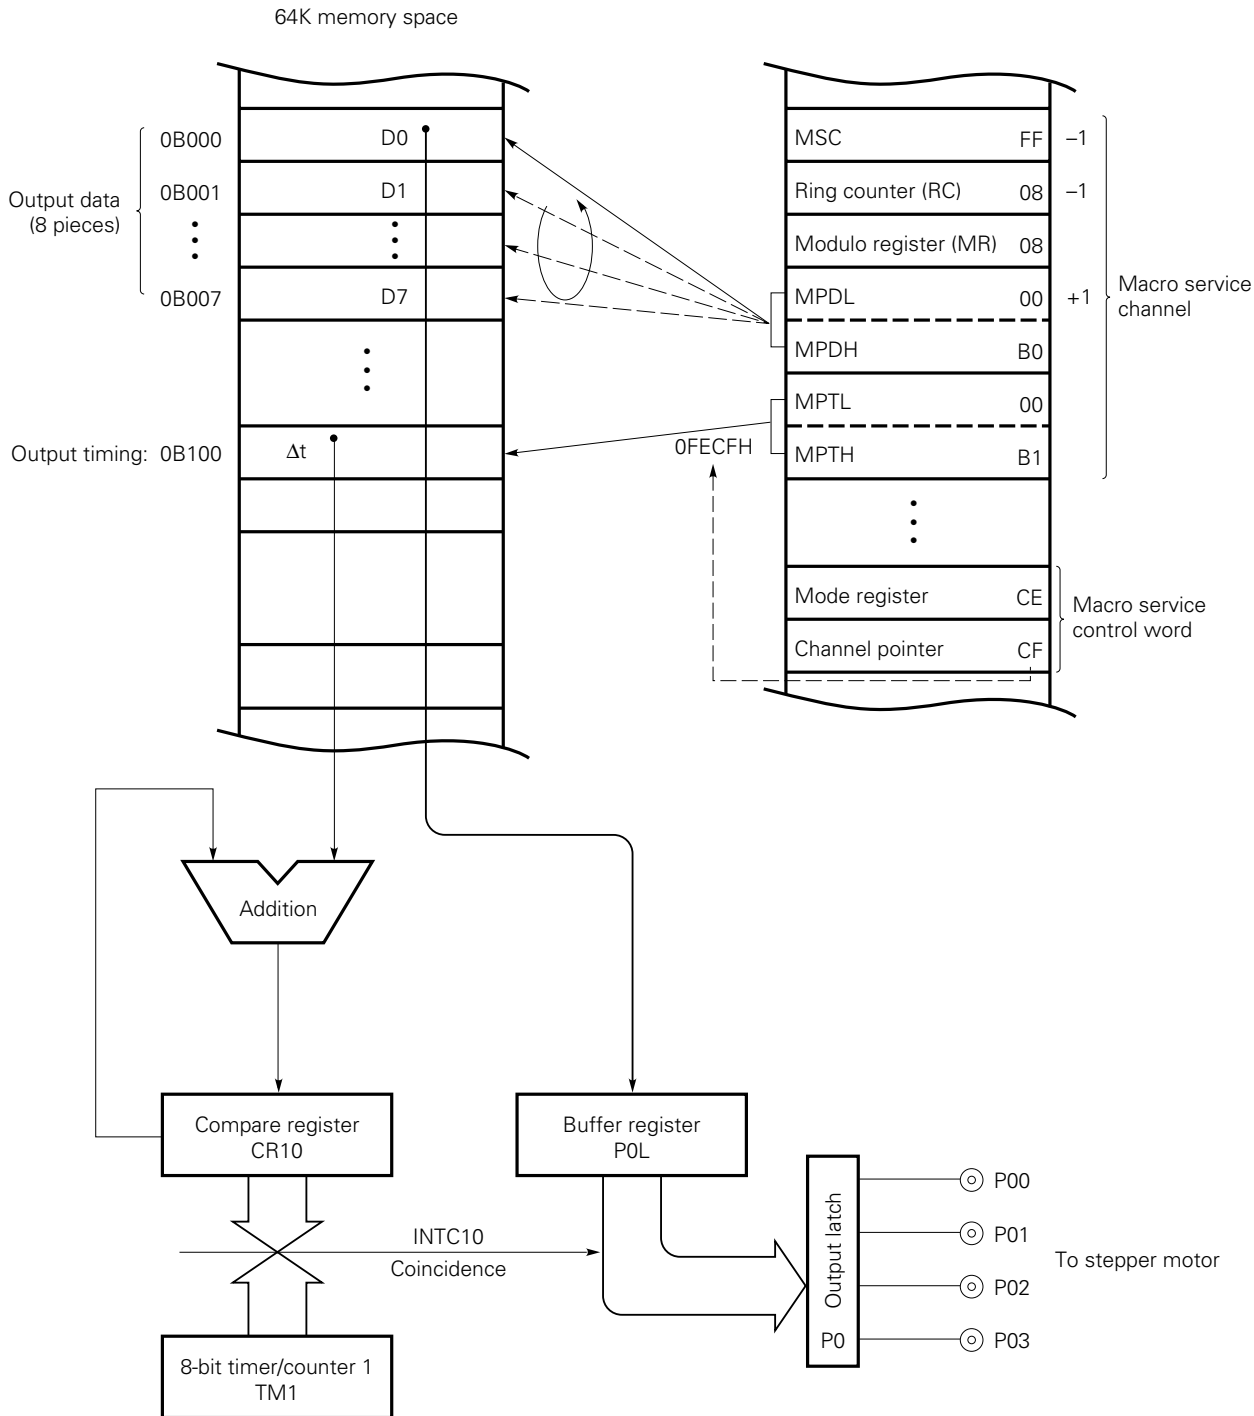 64K memory space
Output data
(8 pieces)
0B000
D0
0B001
D1
0B007
D7
Output timing: 0B100
Δt
MSC FF –1
Ring counter (RC) 08 –1
Modulo register (MR) 08
MPDL 00 +1
MPDH B0
MPTL 00
MPTH B1
Macro service
channel
0FECFH
Mode register CE
Channel pointer CF
Macro service
control word
Addition
Compare register
CR10
Buffer register
P0L
INTC10
Coincidence
8-bit timer/counter 1
TM1
Output latch
P0
P00
P01
P02
P03
To stepper motor